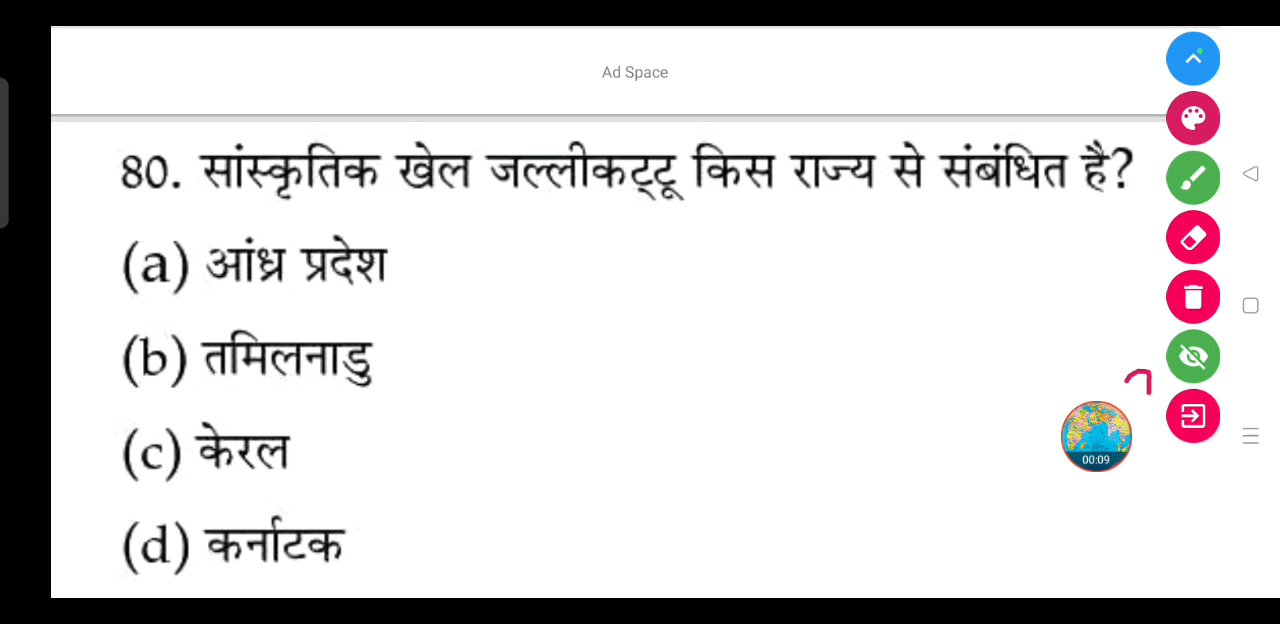 Ad Space
80. सांस्कृतिक खेल जल्लीकट्टू किस राज्य से संबंधित है?
(a) आंध्र प्रदेश
(b) तमिलनाडु
(c) केरल
00:09
(d) कर्नाटक